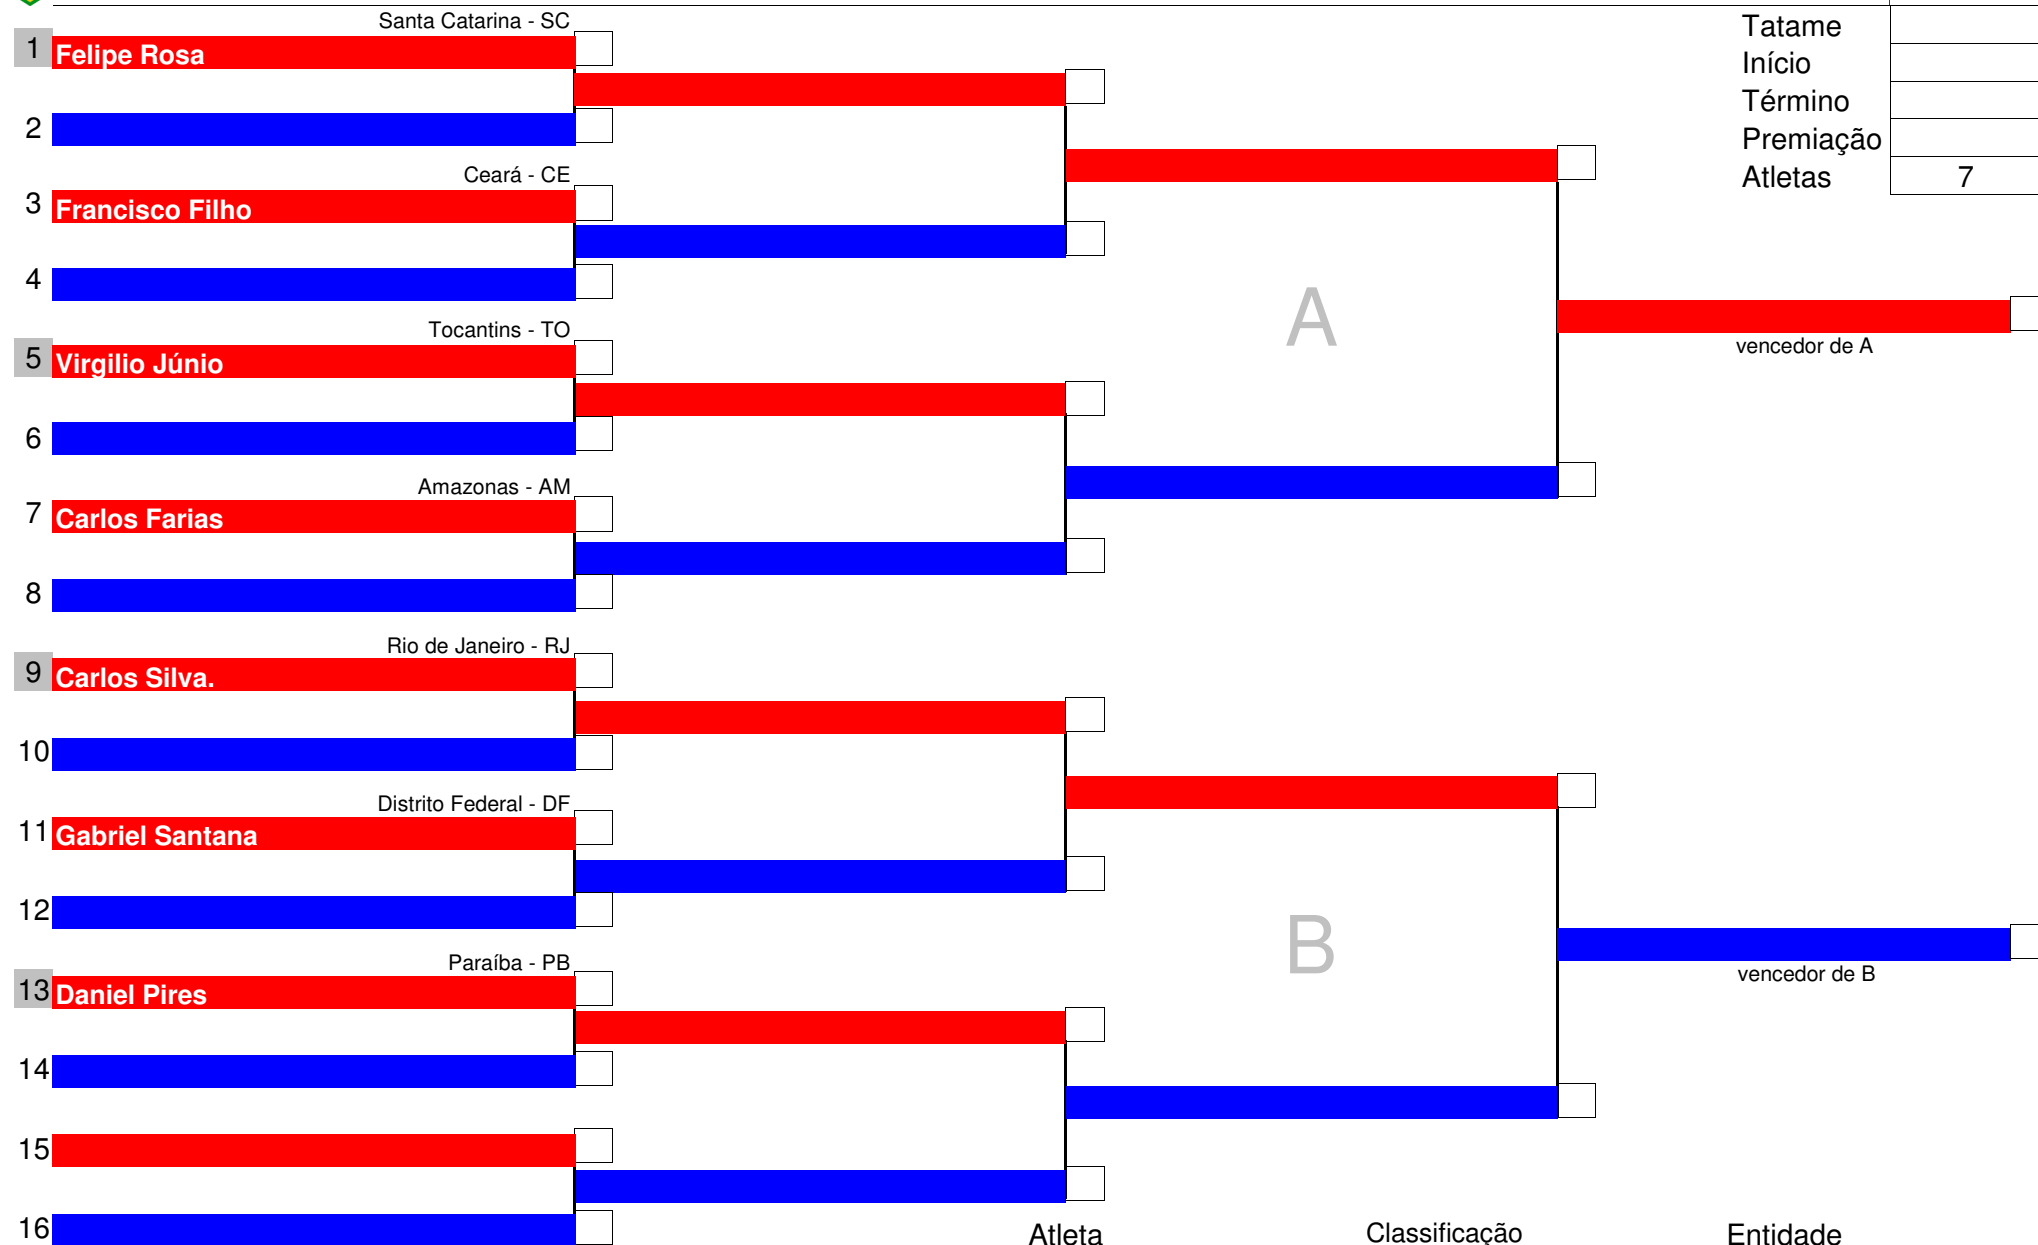 Santa Catarina - SC
Tatame
1 Felipe Rosa
Início
Término
2
Premiação
Ceará - CE
Atletas 7
3 Francisco Filho
4
A
Tocantins - TO
vencedor de A
5 Virgilio Júnio
6
Amazonas - AM
7 Carlos Farias
8
Rio de Janeiro - RJ
9 Carlos Silva.
10
Distrito Federal - DF
11 Gabriel Santana
12
B
Paraíba - PB
vencedor de B
13 Daniel Pires
14
15
16
Atleta Classificação Entidade